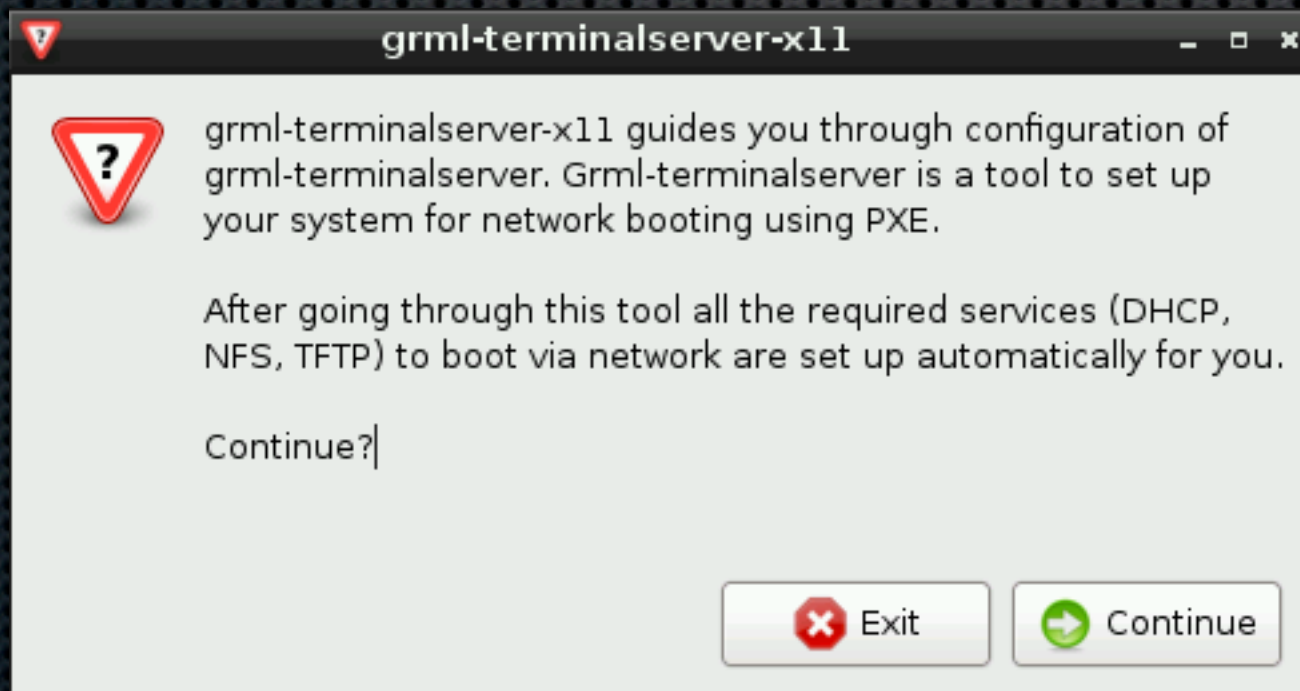 grml-terminalserver-x11
grml-terminalserver-x11 guides you through configuration of
grml-terminalserver. Grml-terminalserver is a tool to set up
your system for network booting using PXE.
After going through this tool all the required services (DHCP,
NFS, TFTP) to boot via network are set up automatically for you.
Continue?
Exit
Continue